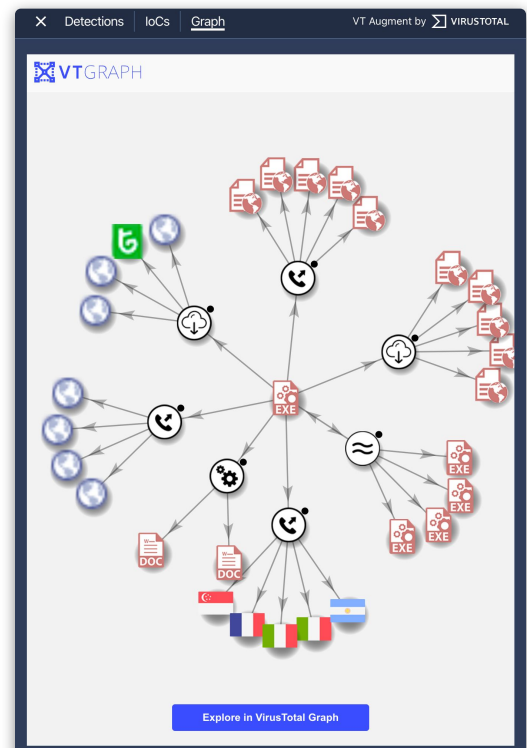 ✕ Detections IoCs Graph VT Augment by VIRUSTOTAL
VTGRAPH
EXE
EXE
EXE
EXE
EXE
DOC
DOC
Explore in VirusTotal Graph